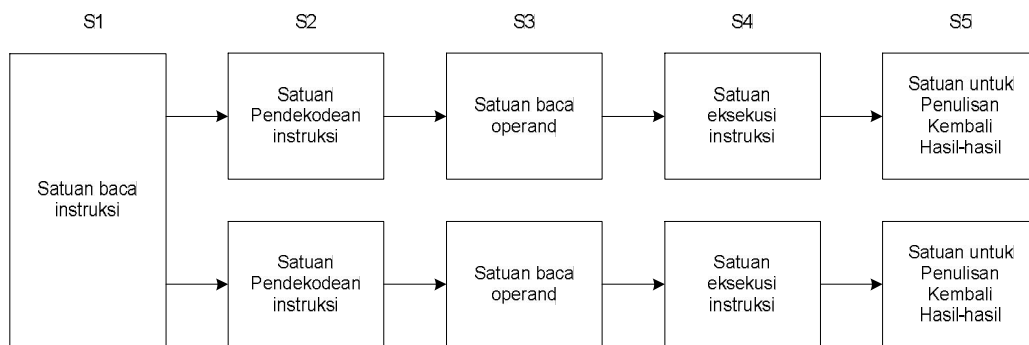 S1
S2
S3
S4
S5
Satuan baca
instruksi
Satuan
Pendekodean
instruksi
Satuan baca
operand
Satuan
eksekusi
instruksi
Satuan untuk
Penulisan
Kembali
Hasil-hasil
Satuan
Pendekodean
instruksi
Satuan baca
operand
Satuan
eksekusi
instruksi
Satuan untuk
Penulisan
Kembali
Hasil-hasil